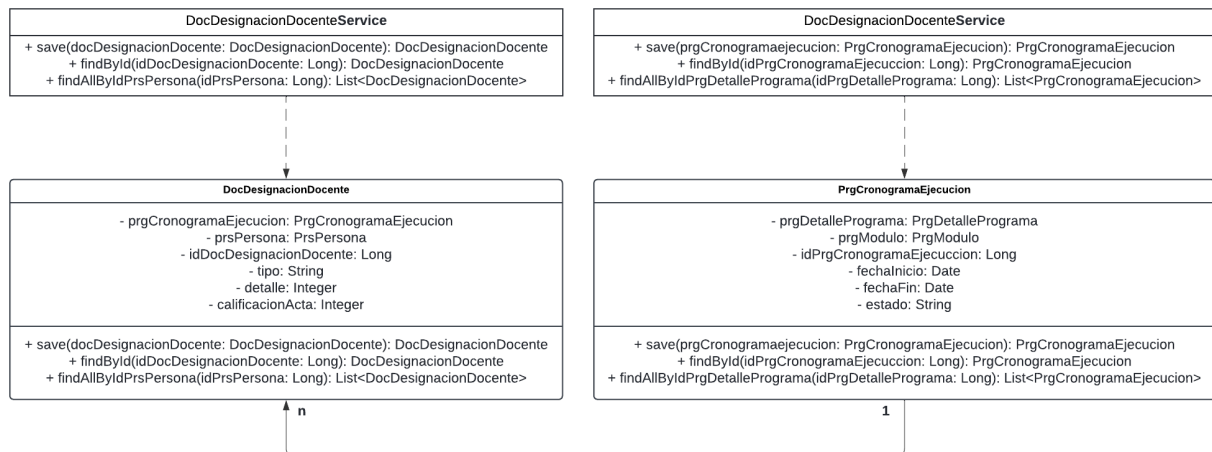 DocDesignacionDocenteService
+ save(docDesignacionDocente: DocDesignacionDocente): DocDesignacionDocente
+ findById(idDocDesignacionDocente: Long): DocDesignacionDocente
+ findAllByIdPrsPersona(idPrsPersona: Long): List<DocDesignacionDocente>
DocDesignacionDocente
- prgCronogramaEjecucion: PrgCronogramaEjecucion
- prsPersona: PrsPersona
- idDocDesignacionDocente: Long
- tipo: String
- detalle: Integer
- calificacionActa: Integer
+ save(docDesignacionDocente: DocDesignacionDocente): DocDesignacionDocente
+ findById(idDocDesignacionDocente: Long): DocDesignacionDocente
+ findAllByIdPrsPersona(idPrsPersona: Long): List<DocDesignacionDocente>
n
DocDesignacionDocenteService
+ save(prgCronogramaejecucion: PrgCronogramaEjecucion): PrgCronogramaEjecucion
+ findById(idPrgCronogramaEjecuccion: Long): PrgCronogramaEjecucion
+ findAllByIdPrgDetallePrograma(idPrgDetallePrograma: Long): List<PrgCronogramaEjecucion>
PrgCronogramaEjecucion
- prgDetallePrograma: PrgDetallePrograma
- prgModulo: PrgModulo
- idPrgCronogramaEjecuccion: Long
- fechaInicio: Date
- fechaFin: Date
- estado: String
+ save(prgCronogramaejecucion: PrgCronogramaEjecucion): PrgCronogramaEjecucion
+ findById(idPrgCronogramaEjecuccion: Long): PrgCronogramaEjecucion
+ findAllByIdPrgDetallePrograma(idPrgDetallePrograma: Long): List<PrgCronogramaEjecucion>
1